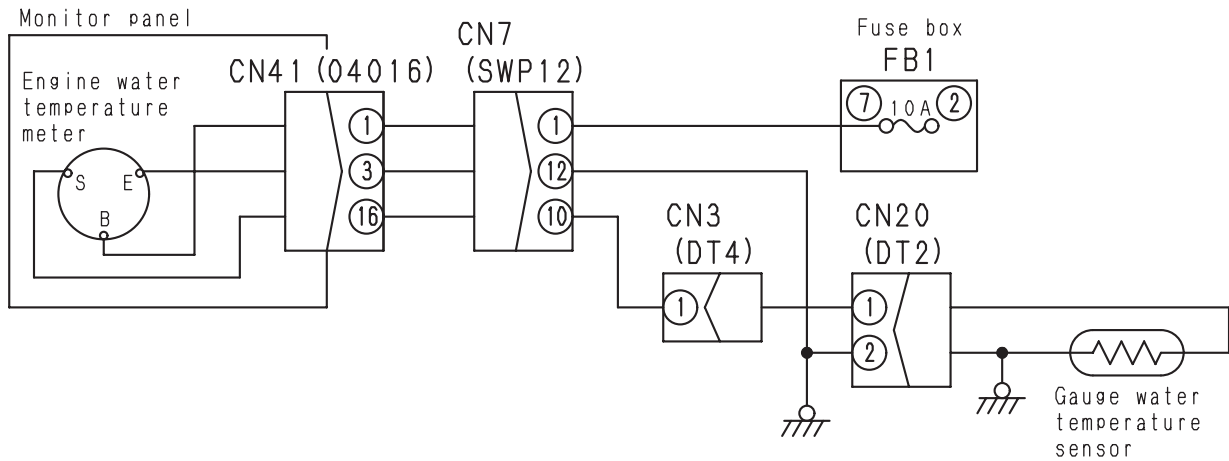 Monitor panel
Engine water
temperature
meter
S
E
B
CN41 (04016)
1
3
16
CN7
(SWP12)
1
12
10
Fuse box
FB1
7
10A
2
CN3
(DT4)
1
CN20
(DT2)
1
2
Gauge water
temperature
sensor